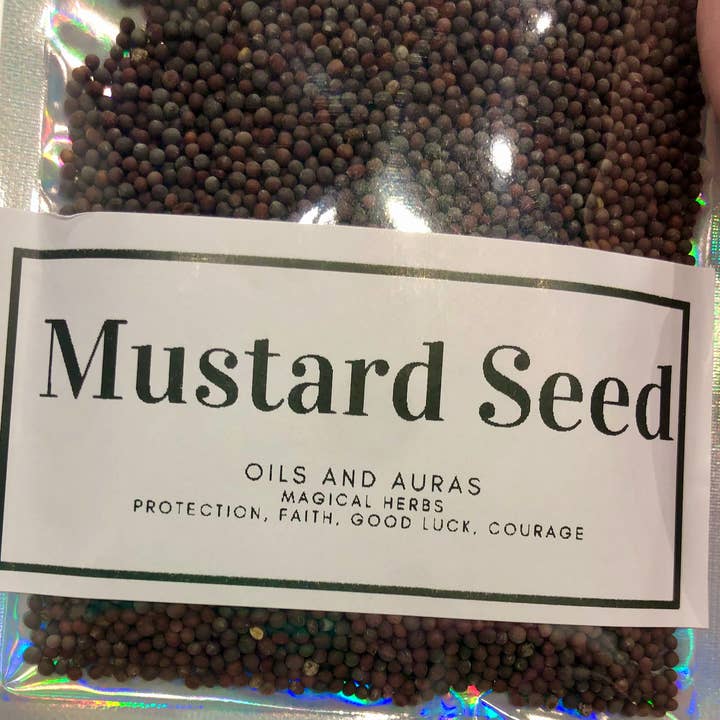 Mustard Seed
OILS AND AURAS
MAGICAL HERBS
PROTECTION, FAITH, GOOD LUCK, COURAGE